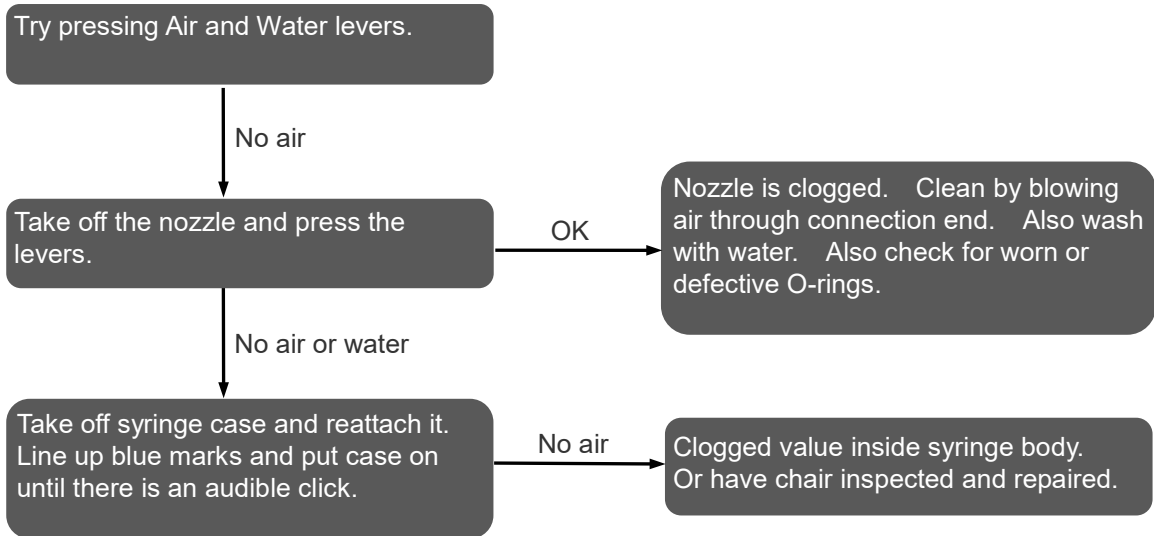 Try pressing Air and Water levers.
No air
Take off the nozzle and press the
levers.
OK
Nozzle is clogged. Clean by blowing
air through connection end. Also wash
with water. Also check for worn or
defective O-rings.
No air or water
Take off syringe case and reattach it.
Line up blue marks and put case on
until there is an audible click.
No air
Clogged value inside syringe body.
Or have chair inspected and repaired.